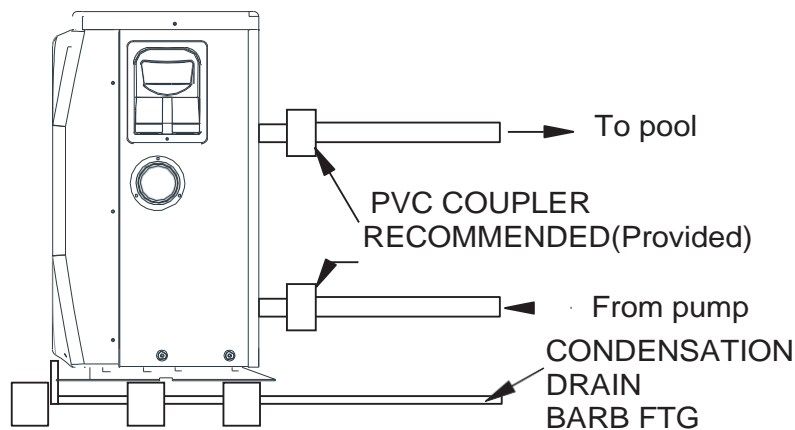 To pool
PVC COUPLER
RECOMMENDED(Provided)
From pump
CONDENSATION
DRAIN
BARB FTG